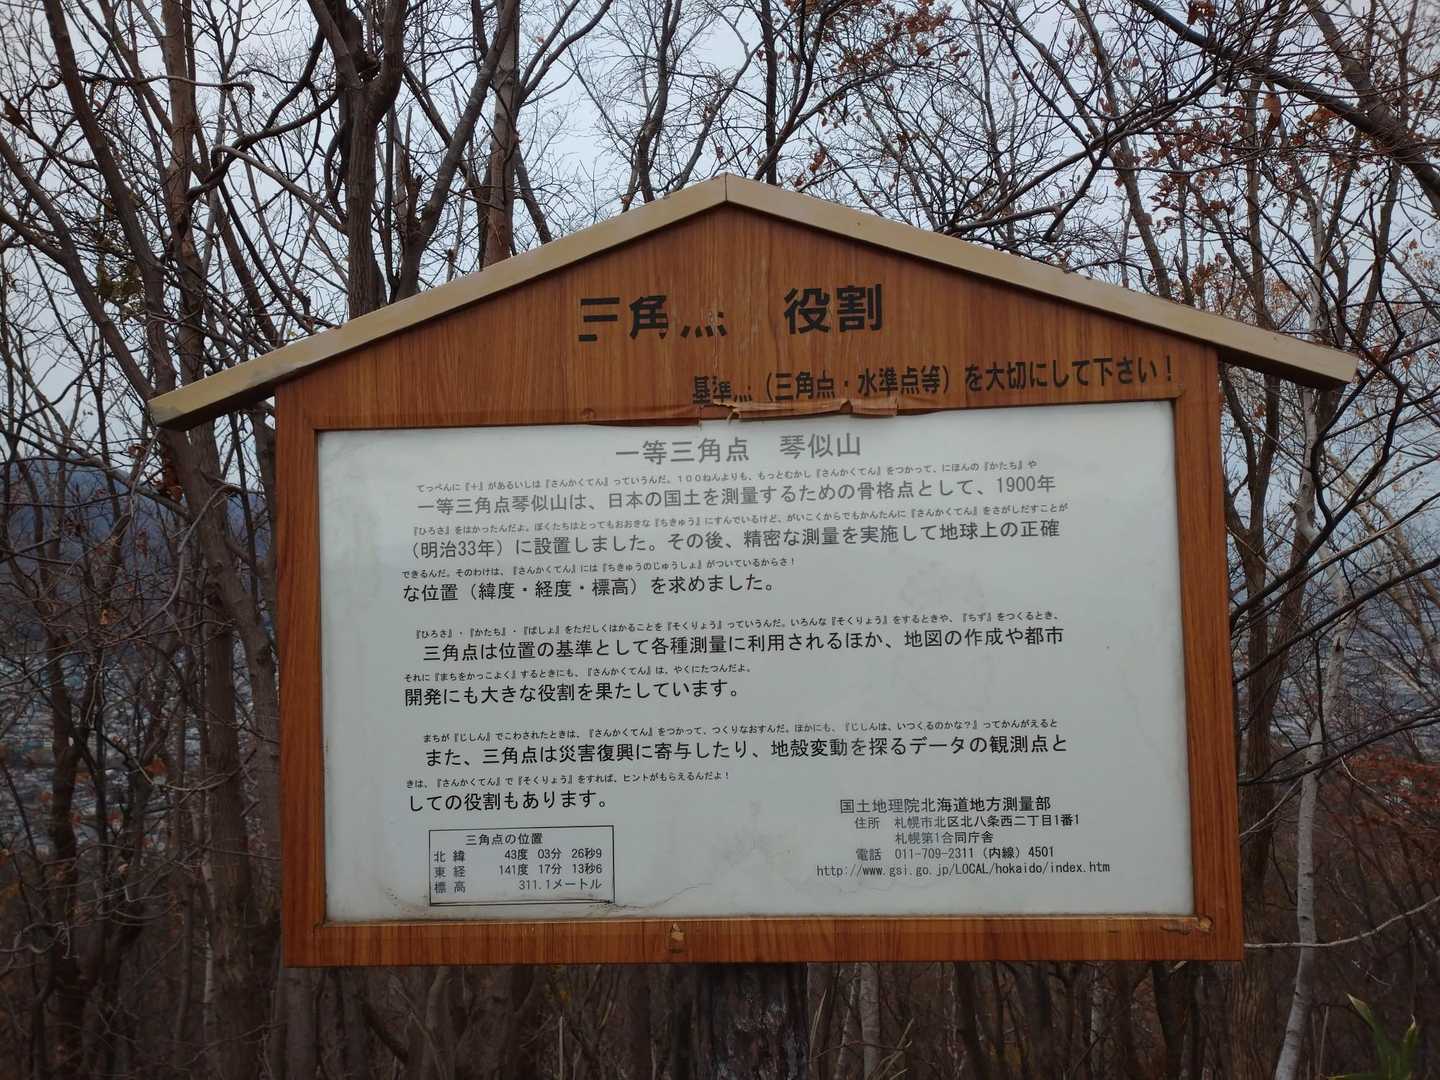 三角点 役割
基準点（三角点・水準点等）を大切にして下さい！
一等三角点 琴似山
てっぺんに『＋』があるいしは『さんかくてん』っていうんだ。１００ねんよりも、もっとむかし『さんかくてん』をつかって、にほんの『かたち』や
一等三角点琴似山は、日本の国土を測量するための骨格点として、1900年
『ひろさ』をはかったんだよ。ぼくたちはとってもおおきな『ちきゅう』にすんでいるけど、がいこくからでもかんたんに『さんかくてん』をさがしだすことが
（明治33年）に設置しました。その後、精密な測量を実施して地球上の正確
できるんだ。そのわけは、『さんかくてん』には『ちきゅうのじゅうしょ』がついているからさ！
な位置（緯度・経度・標高）を求めました。
『ひろさ』・『かたち』・『ばしょ』をただしくはかることを『そくりょう』っていうんだ。いろんな『そくりょう』をするときや、『ちず』をつくるとき、
三角点は位置の基準として各種測量に利用されるほか、地図の作成や都市
それに『まちをかっこよく』するときにも、『さんかくてん』は、やくにたつんだよ。
開発にも大きな役割を果たしています。
まちが『じしん』でこわされたときは、『さんかくてん』をつかって、つくりなおすんだ。ほかにも、『じしんは、いつくるのかな？』ってかんがえると
また、三角点は災害復興に寄与したり、地殻変動を探るデータの観測点と
きは、『さんかくてん』で『そくりょう』をすれば、ヒントがもらえるんだよ！
しての役割もあります。
三角点の位置
北緯 43度 03分 26秒9
東経 141度 17分 13秒6
標高 311.1メートル
国土地理院北海道地方測量部
住所 札幌市北区北八条西二丁目1番1
札幌第1合同庁舎
電話 011-709-2311（内線）4501
http://www.gsi.go.jp/LOCAL/hokaido/index.htm